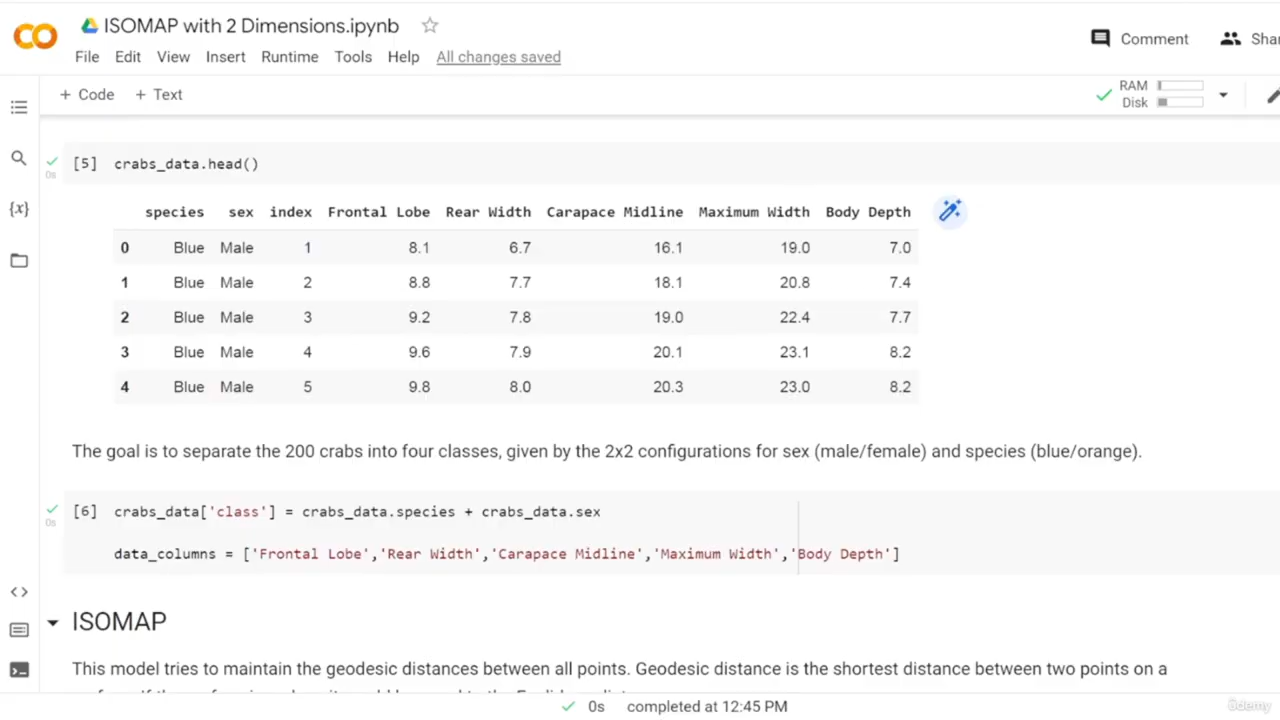 ISOMAP with 2 Dimensions.ipynb
File Edit View Insert Runtime Tools Help All changes saved
Comment Shar
+ Code + Text
RAM
Disk
[5] crabs_data.head()
0s
species sex index Frontal Lobe Rear Width Carapace Midline Maximum Width Body Depth
0 Blue Male 1 8.1 6.7 16.1 19.0 7.0
1 Blue Male 2 8.8 7.7 18.1 20.8 7.4
2 Blue Male 3 9.2 7.8 19.0 22.4 7.7
3 Blue Male 4 9.6 7.9 20.1 23.1 8.2
4 Blue Male 5 9.8 8.0 20.3 23.0 8.2
{x}
The goal is to separate the 200 crabs into four classes, given by the 2x2 configurations for sex (male/female) and species (blue/orange).
[6] crabs_data['class'] = crabs_data.species + crabs_data.sex
0s
data_columns = ['Frontal Lobe','Rear Width','Carapace Midline','Maximum Width','Body Depth']
ISOMAP
This model tries to maintain the geodesic distances between all points. Geodesic distance is the shortest distance between two points on a
0s completed at 12:45 PM
ûdemy